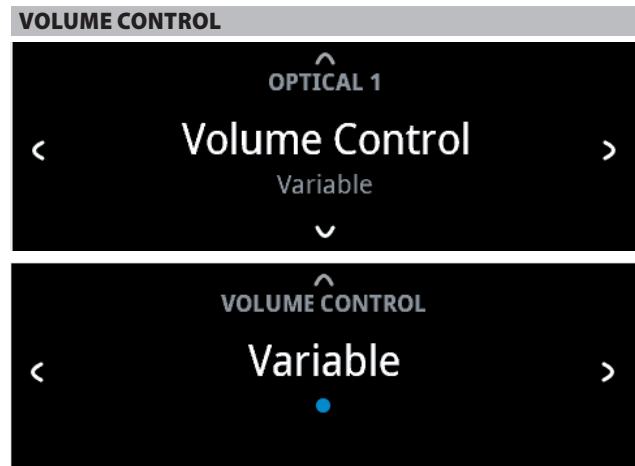 VOLUME CONTROL
OPTICAL 1
Volume Control
Variable
VOLUME CONTROL
Variable